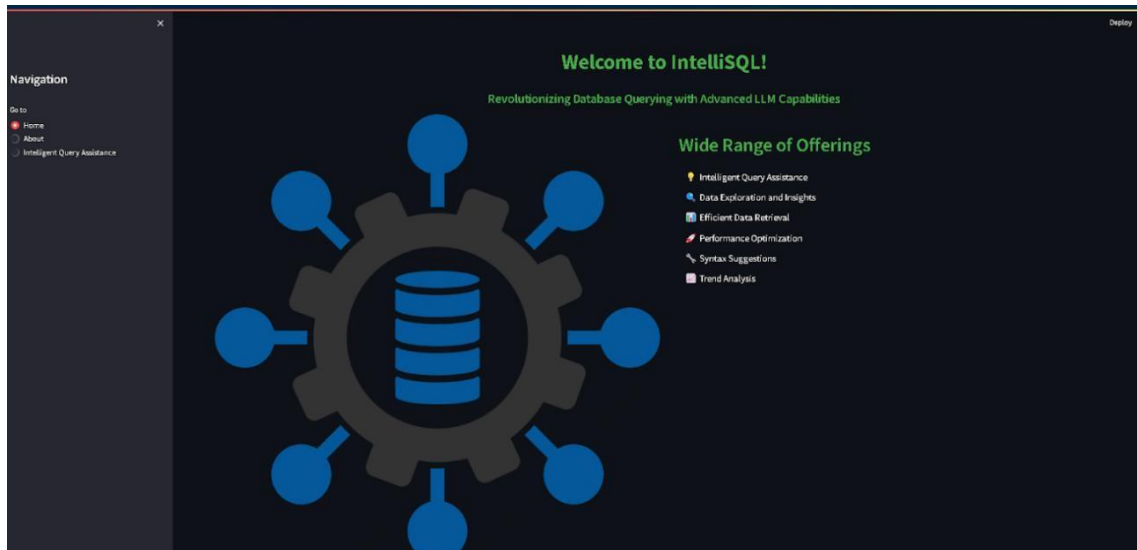 Deploy
Navigation
Go to
Home
About
Intelligent Query Assistance
Welcome to IntelliSQL!
Revolutionizing Database Querying with Advanced LLM Capabilities
Wide Range of Offerings
Intelligent Query Assistance
Data Exploration and Insights
Efficient Data Retrieval
Performance Optimization
Syntax Suggestions
Trend Analysis